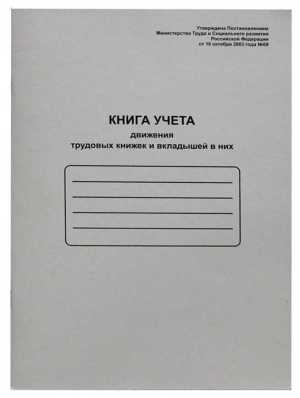 Утверждена Постановлением
Министерства Труда и Социального развития
Российской Федерации
от 10 октября 2003 года №69
КНИГА УЧЕТА
движения
трудовых книжек и вкладышей в них